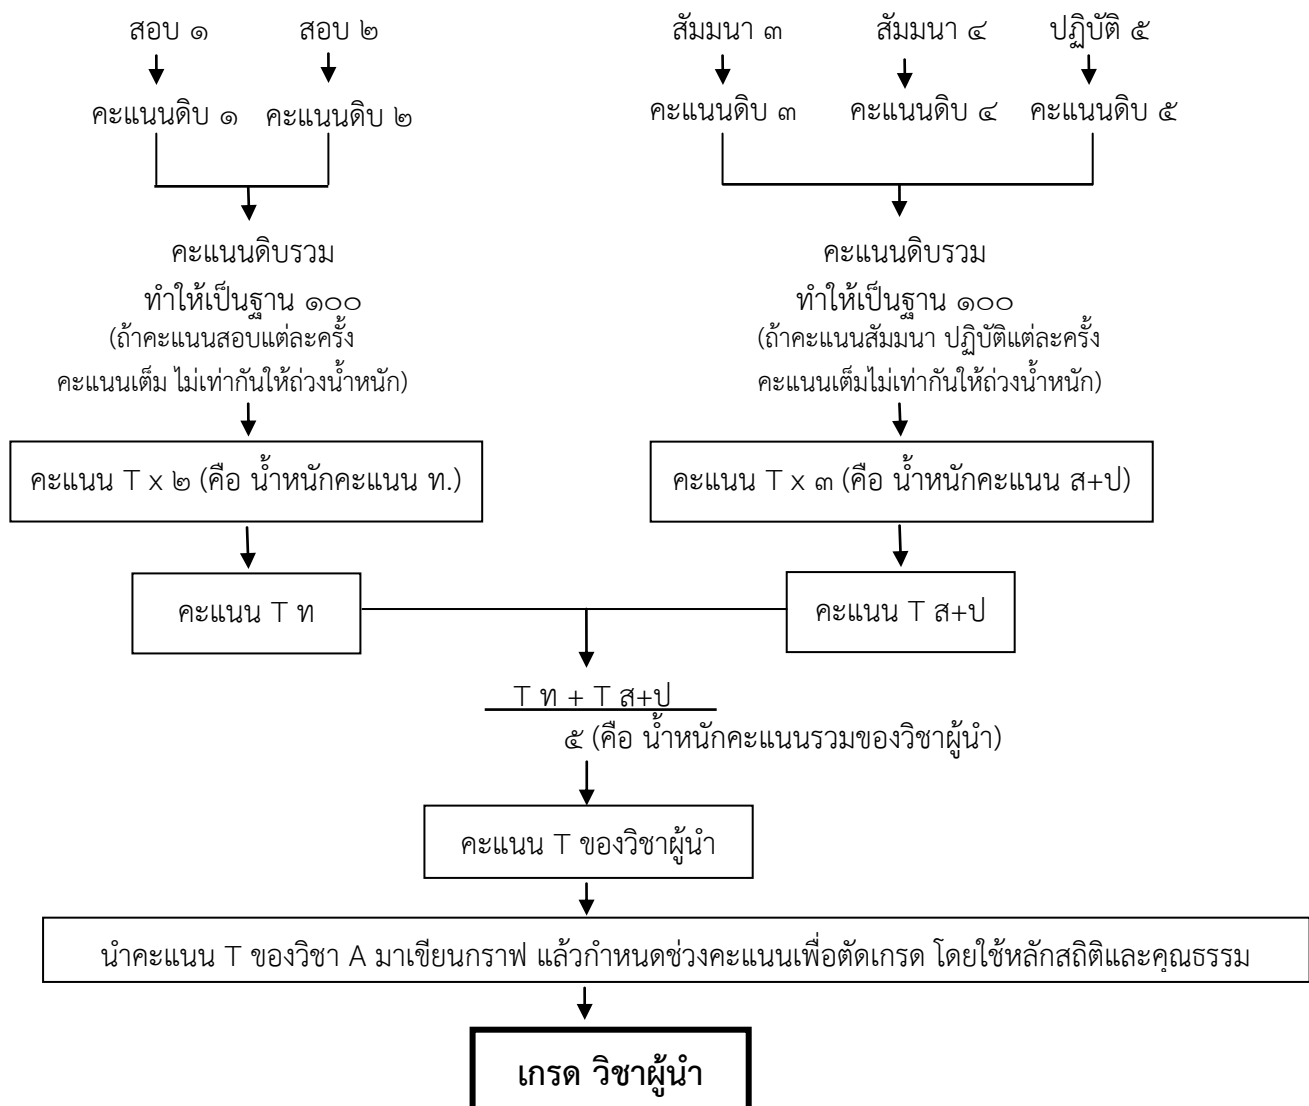 สอบ ๑ สอบ ๒ สัมมนา ๓ สัมมนา ๔ ปฏิบัติ ๕
คะแนนดิบ ๑ คะแนนดิบ ๒ คะแนนดิบ ๓ คะแนนดิบ ๔ คะแนนดิบ ๕
คะแนนดิบรวม
ทำให้เป็นฐาน ๑๐๐
(ถ้าคะแนนสอบแต่ละครั้ง
คะแนนเต็ม ไม่เท่ากันให้ถ่วงน้ำหนัก)
คะแนนดิบรวม
ทำให้เป็นฐาน ๑๐๐
(ถ้าคะแนนสัมมนา ปฏิบัติแต่ละครั้ง
คะแนนเต็มไม่เท่ากันให้ถ่วงน้ำหนัก)
คะแนน T x ๒ (คือ น้ำหนักคะแนน ท.)
คะแนน T x ๓ (คือ น้ำหนักคะแนน ส+ป)
คะแนน T ท
คะแนน T ส+ป
T ท + T ส+ป
๕ (คือ น้ำหนักคะแนนรวมของวิชาผู้นำ)
คะแนน T ของวิชาผู้นำ
นำคะแนน T ของวิชา A มาเขียนกราฟ แล้วกำหนดช่วงคะแนนเพื่อตัดเกรด โดยใช้หลักสถิติและคุณธรรม
เกรด วิชาผู้นำ